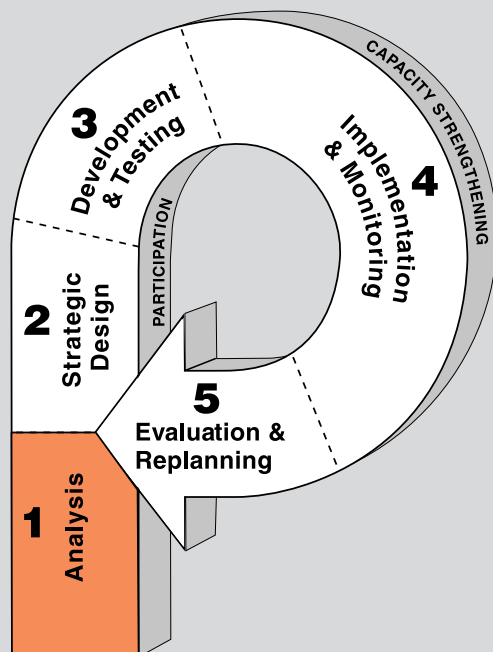 1
Analysis
2
Strategic
Design
3
Development
& Testing
4
Implementation
& Monitoring
5
Evaluation &
Replanning
PARTICIPATION
CAPACITY STRENGTHENING